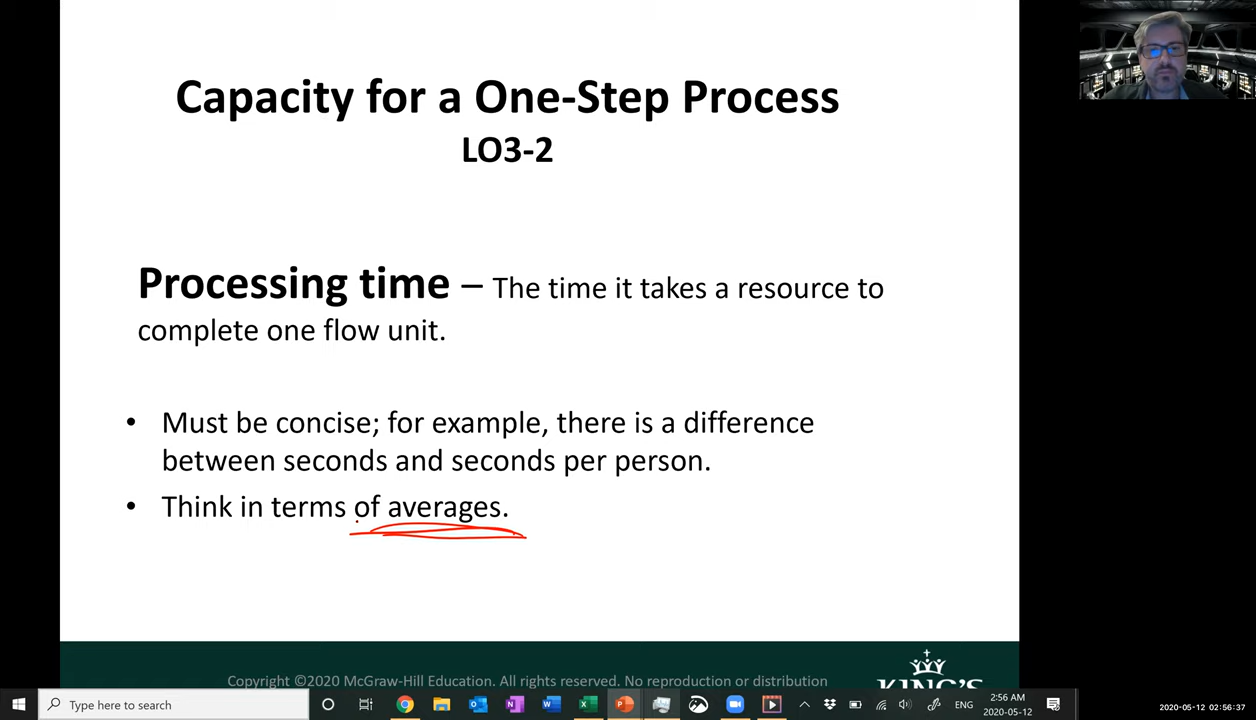 Capacity for a One-Step Process
LO3-2
Processing time – The time it takes a resource to
complete one flow unit.
• Must be concise; for example, there is a difference
between seconds and seconds per person.
• Think in terms of averages.
Copyright ©2020 McGraw-Hill Education. All rights reserved. No reproduction or distribution
KING'S
Type here to search
ENG
2:56 AM
2020-05-12
2020-05-12 02:56:37